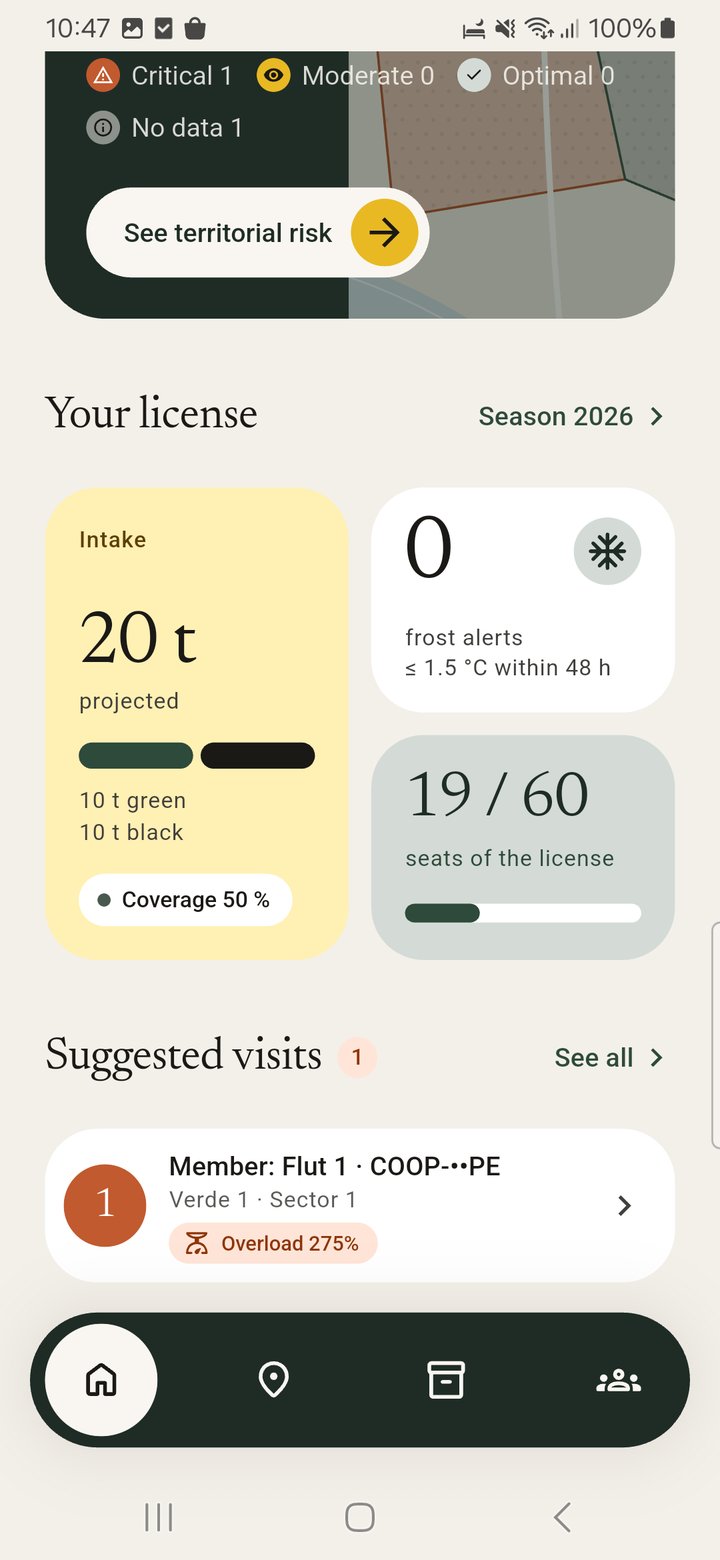 10:47 100%
Critical 1 Moderate 0 Optimal 0
No data 1
See territorial risk
Your license Season 2026
Intake
20 t
projected
10 t green
10 t black
Coverage 50 %
0
frost alerts
≤ 1.5 °C within 48 h
19 / 60
seats of the license
Suggested visits 1 See all
1
Member: Flut 1 · COOP-••PE
Verde 1 · Sector 1
Overload 275%